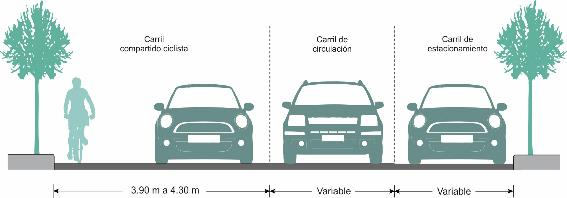 Carril
compartido ciclista
Carril de
circulación
Carril de
estacionamiento
3.90 m a 4.30 m
Variable
Variable